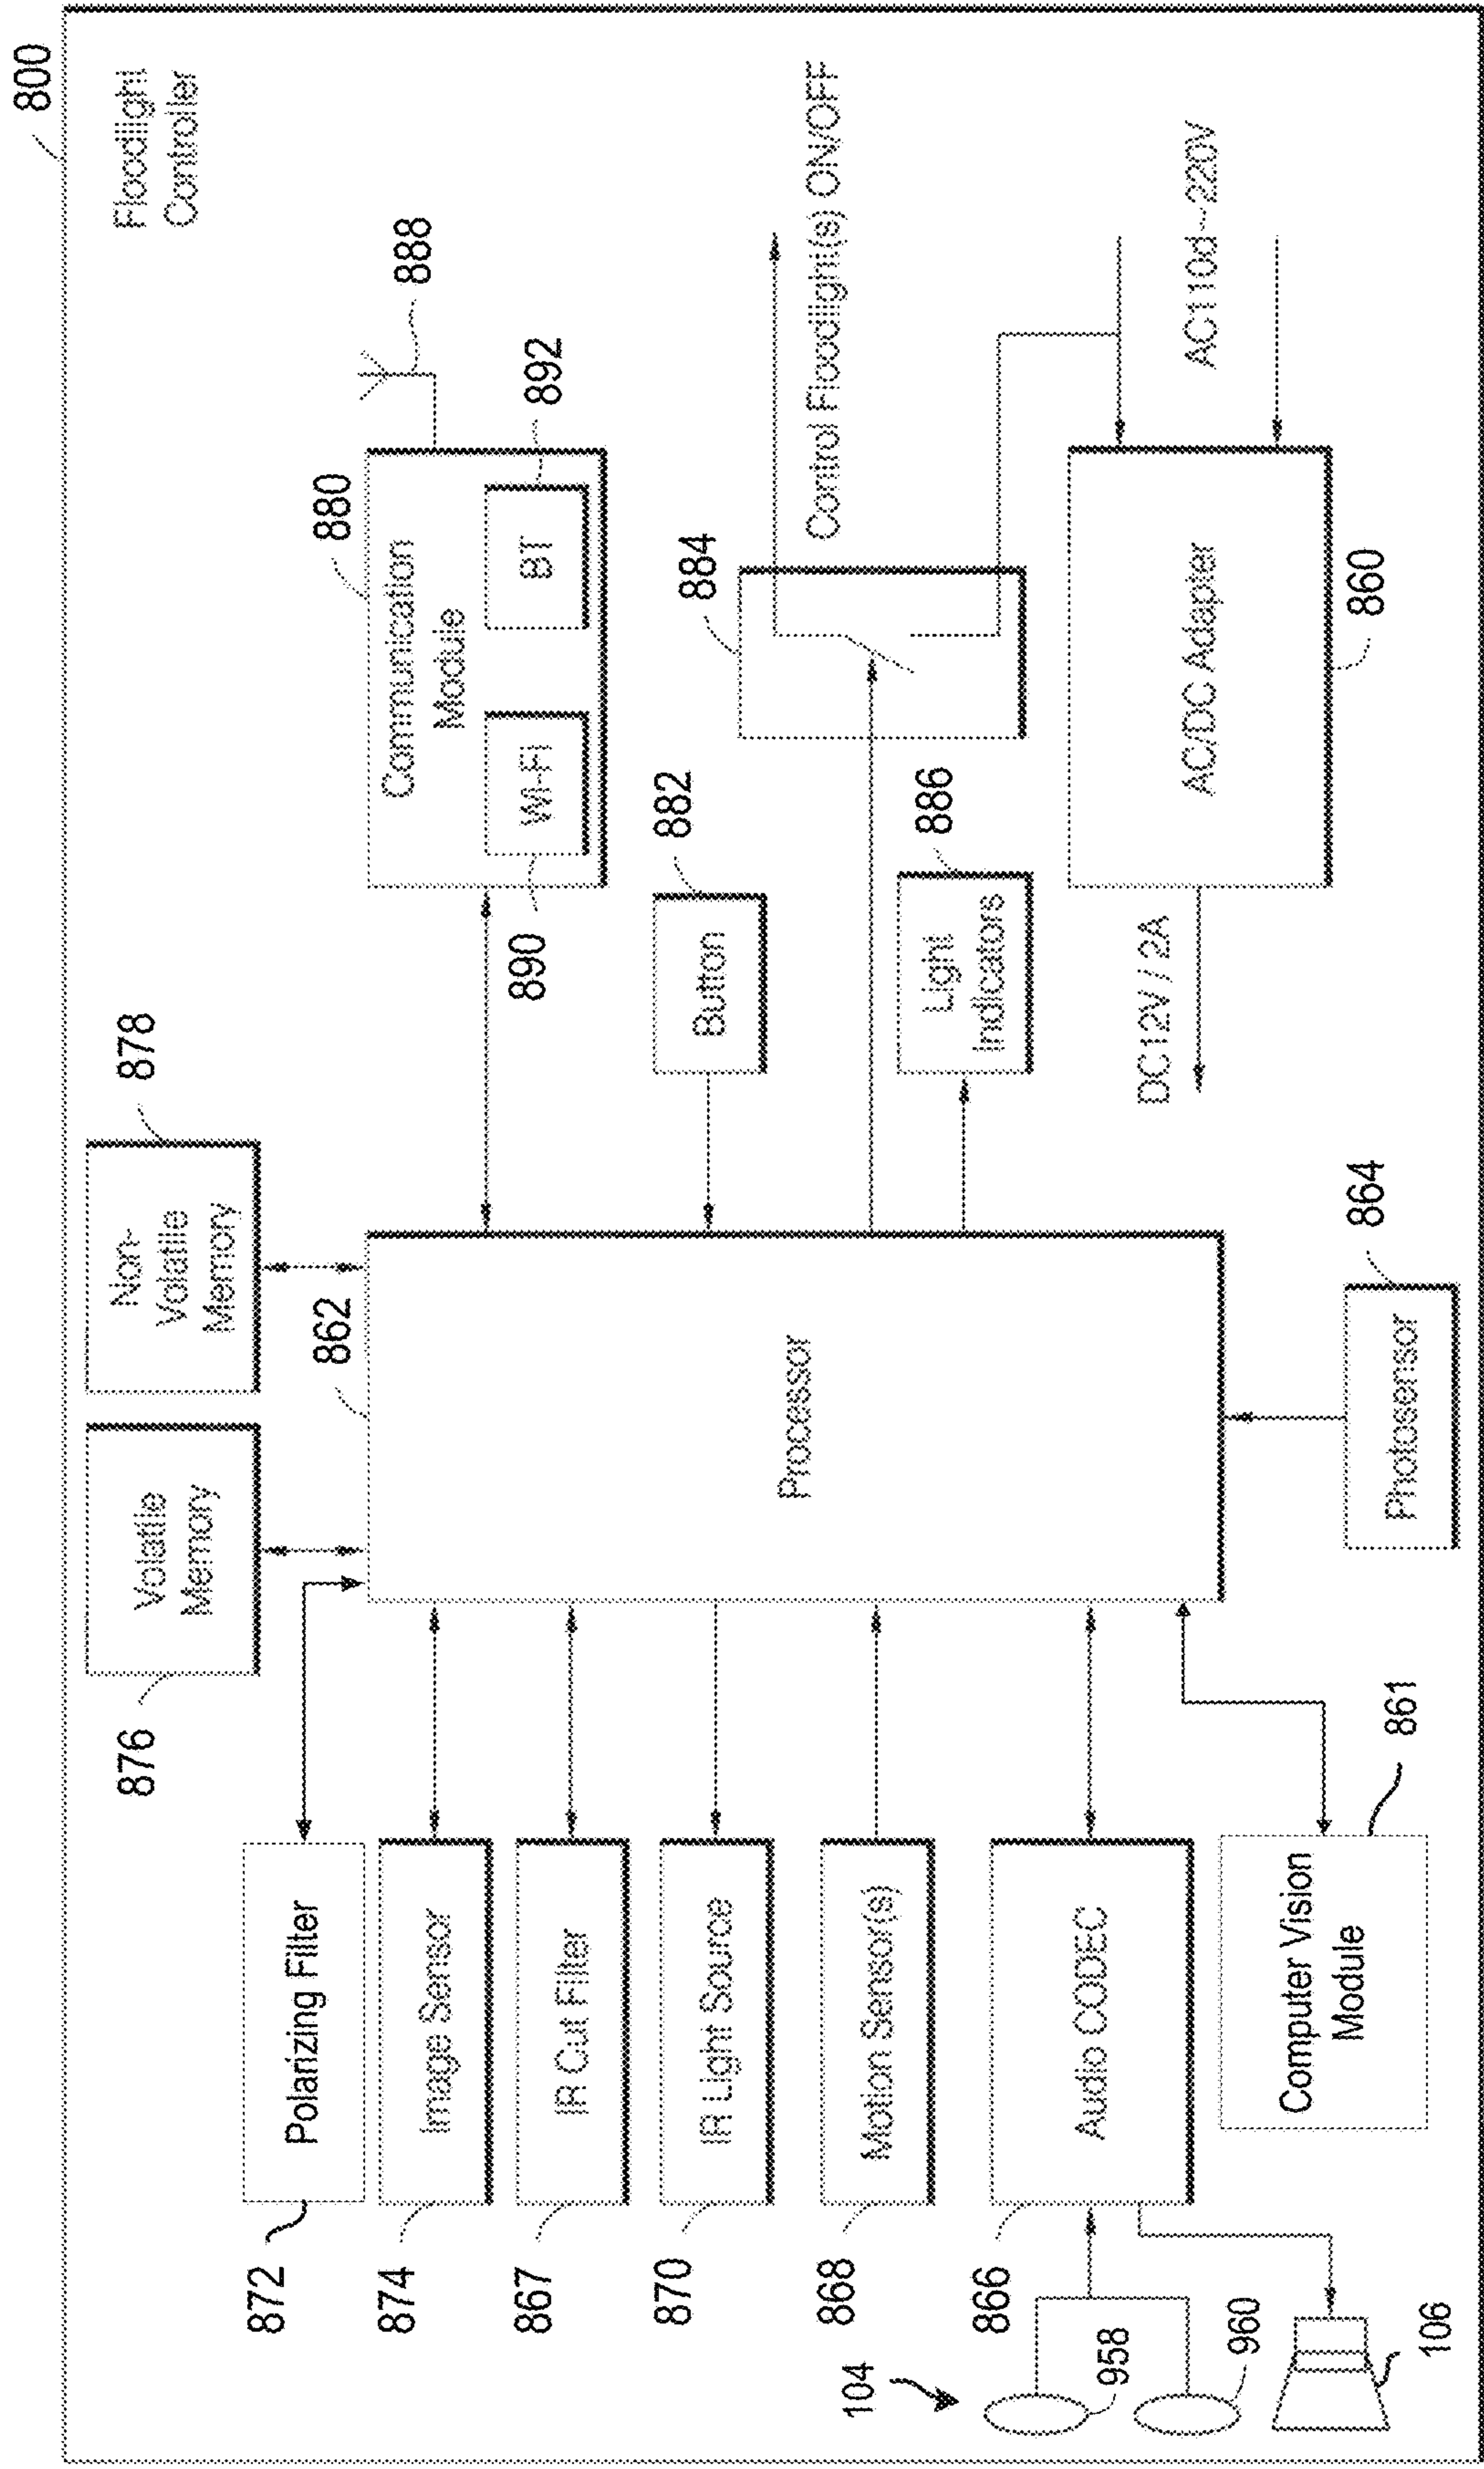 800
Floodlight
Controller
876
Volatile
Memory
878
Non-
Volatile
Memory
872
Polarizing Filter
874
Image Sensor
867
IR Cut Filter
870
IR Light Source
868
Motion Sensor(s)
866
Audio CODEC
104
958
960
106
Computer Vision
Module
861
862
Processor
864
Photosensor
880
Communication
Module
WI-FI
BT
890
892
888
882
Button
884
Control Floodlight(s) ON/OFF
886
Light
Indicators
DC12V / 2A
AC/DC Adapter
860
AC110d~220V